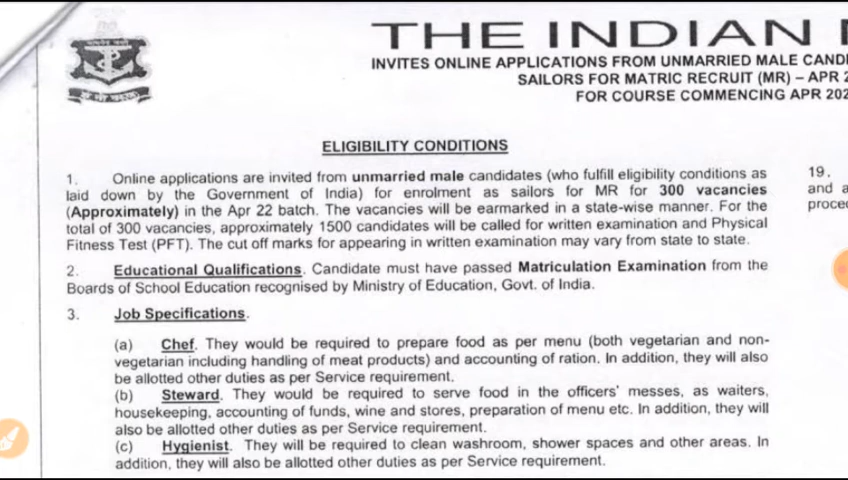 THE INDIAN
INVITES ONLINE APPLICATIONS FROM UNMARRIED MALE CANDI
SAILORS FOR MATRIC RECRUIT (MR) – APR 2
FOR COURSE COMMENCING APR 202
ELIGIBILITY CONDITIONS
1. Online applications are invited from unmarried male candidates (who fulfill eligibility conditions as
laid down by the Government of India) for enrolment as sailors for MR for 300 vacancies
(Approximately) in the Apr 22 batch. The vacancies will be earmarked in a state-wise manner. For the
total of 300 vacancies, approximately 1500 candidates will be called for written examination and Physical
Fitness Test (PFT). The cut off marks for appearing in written examination may vary from state to state.
2. Educational Qualifications. Candidate must have passed Matriculation Examination from the
Boards of School Education recognised by Ministry of Education, Govt. of India.
3. Job Specifications.
(a) Chef. They would be required to prepare food as per menu (both vegetarian and non-
vegetarian including handling of meat products) and accounting of ration. In addition, they will also
be allotted other duties as per Service requirement.
(b) Steward. They would be required to serve food in the officers' messes, as waiters,
housekeeping, accounting of funds, wine and stores, preparation of menu etc. In addition, they will
also be allotted other duties as per Service requirement.
(c) Hygienist. They will be required to clean washroom, shower spaces and other areas. In
addition, they will also be allotted other duties as per Service requirement.
19.
and a
proced